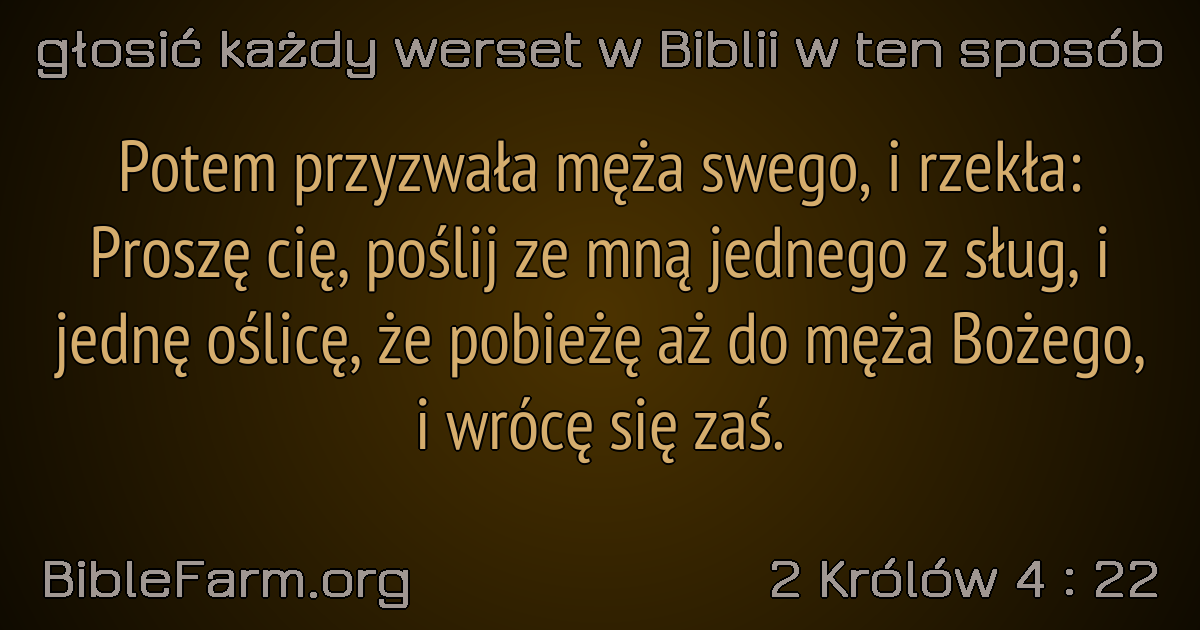 głosić każdy werset w Biblii w ten sposób
Potem przyzwała męża swego, i rzekła:
Proszę cię, poślij ze mną jednego z sług, i
jednę oślicę, że pobieżę aż do męża Bożego,
i wrócę się zaś.
BibleFarm.org
2 Królów 4 : 22